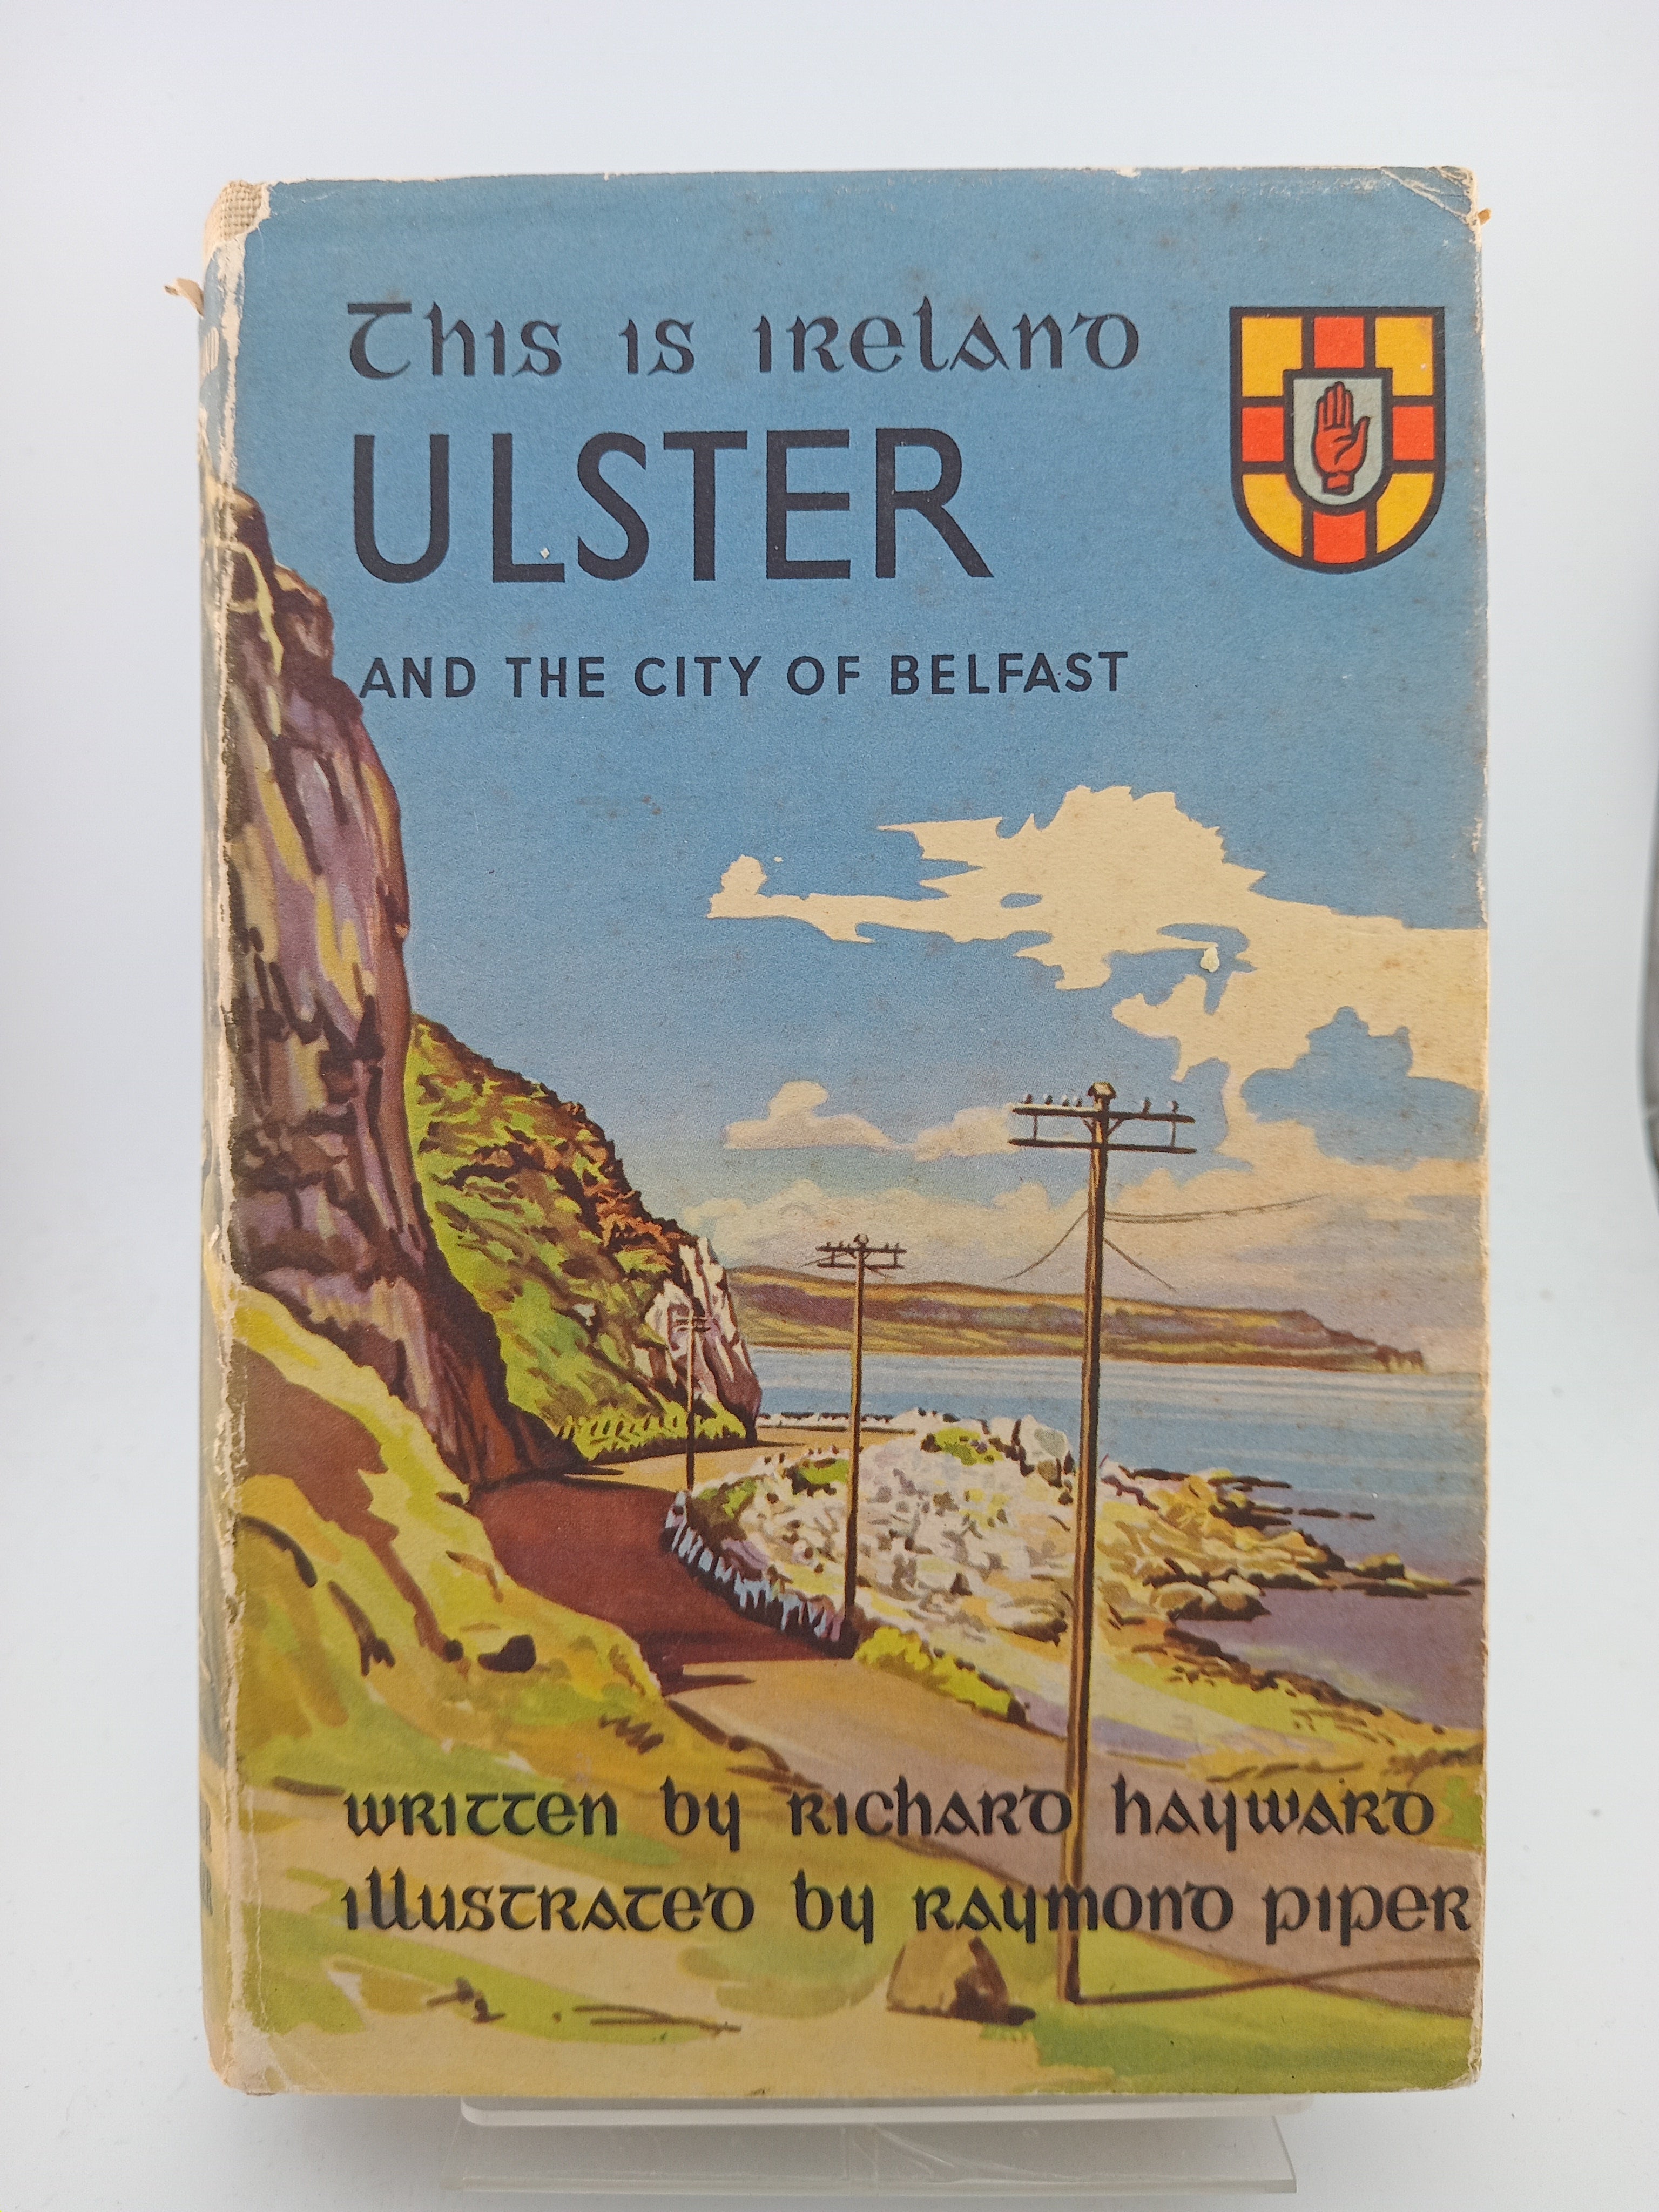 This is Ireland
ULSTER
AND THE CITY OF BELFAST
written by Richard Hayward
illustrated by Raymond Piper